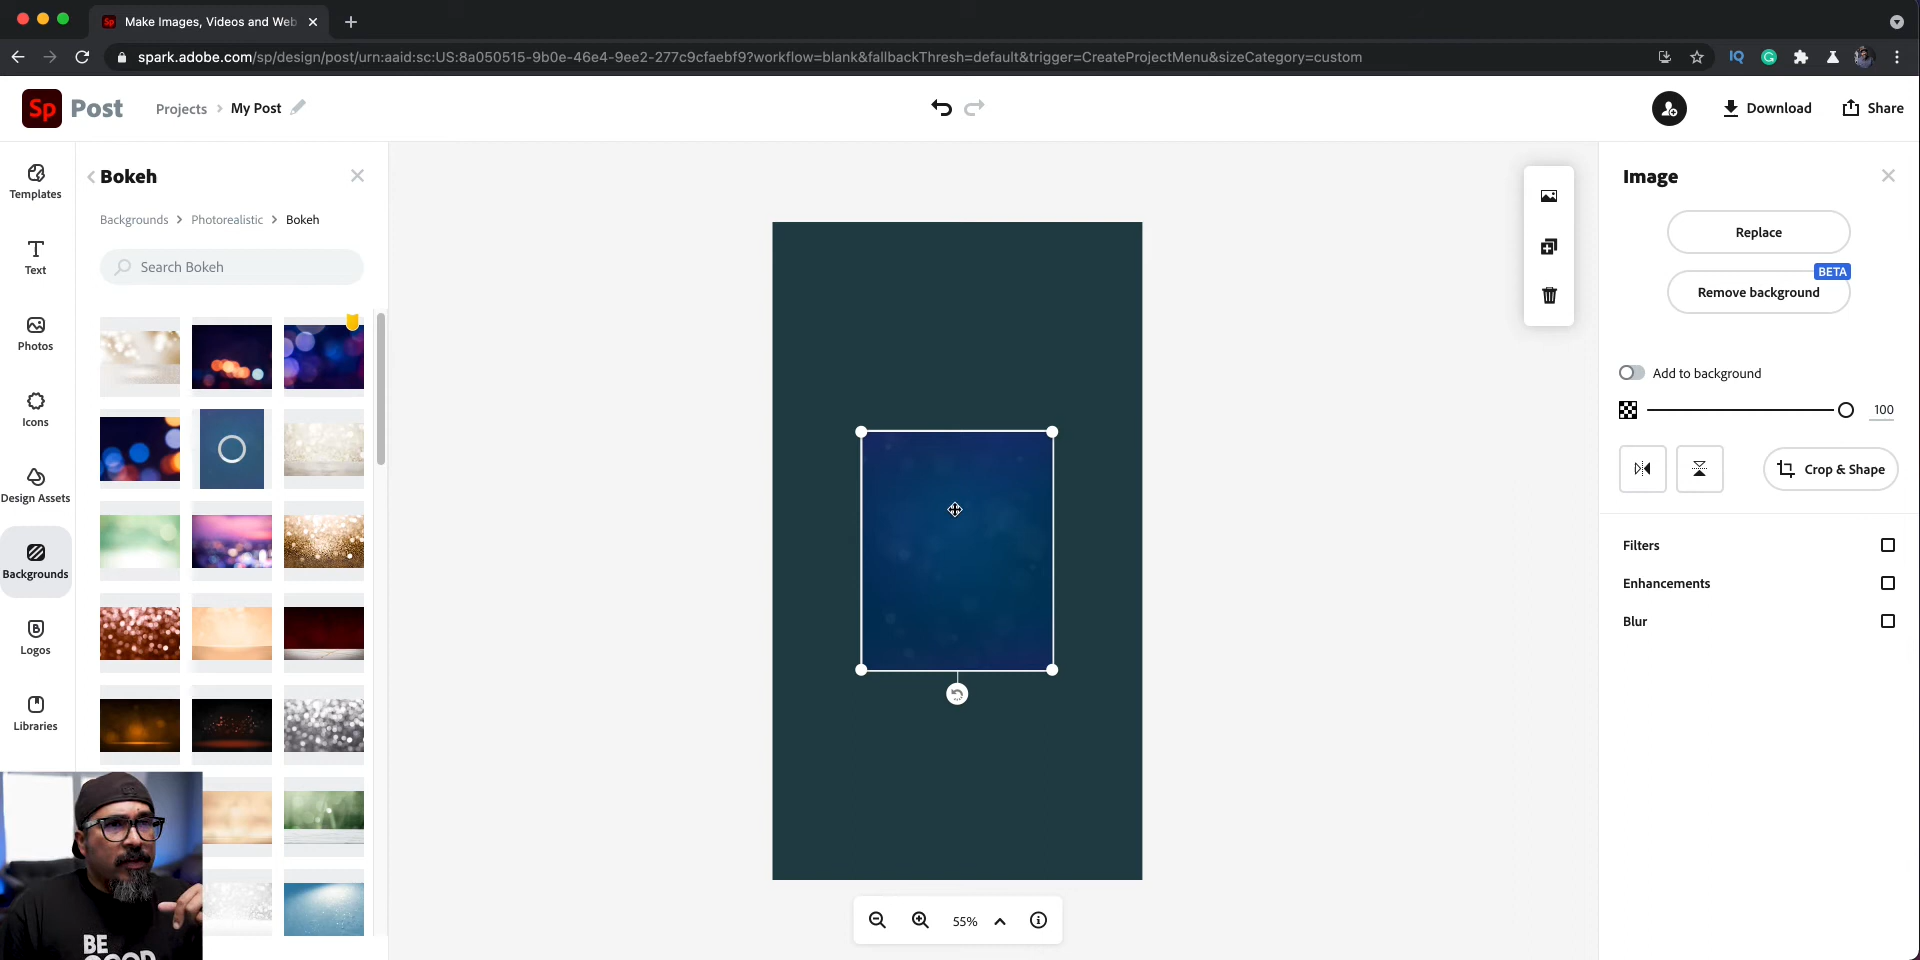 Sp Make Images, Videos and Web
spark.adobe.com/sp/design/post/urn:aaid:sc:US:8a050515-9b0e-46e4-9ee2-277c9cfaebf9?workflow=blank&fallbackThresh=default&trigger=CreateProjectMenu&sizeCategory=custom
IQ
Sp Post Projects > My Post
Download
Share
Templates
Text
Photos
Icons
Design Assets
Backgrounds
Logos
Libraries
Bokeh
Backgrounds > Photorealistic > Bokeh
Search Bokeh
55%
Image
Replace
BETA
Remove background
Add to background
100
Crop & Shape
Filters
Enhancements
Blur
BE
GOOD